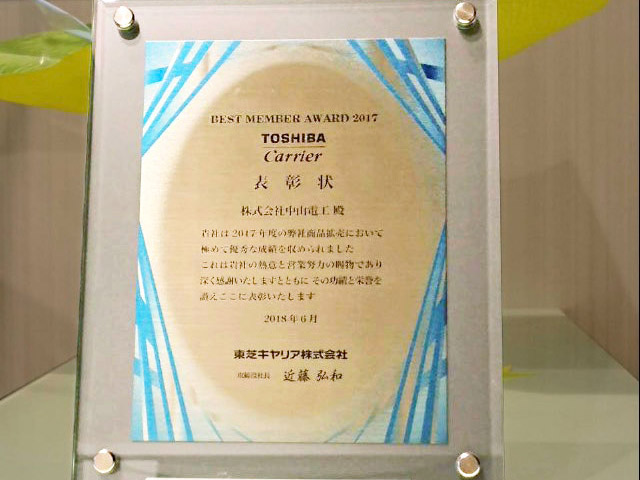 BEST MEMBER AWARD 2017
TOSHIBA
Carrier
表彰状
株式会社中山電工 殿
貴社は2017年度の弊社商品拡売において
極めて優秀な成績を収められました
これは貴社の熱意と営業努力の賜物であり
深く感謝いたしますとともに その功績と栄誉を
讃えここに表彰いたします
2018年6月
東芝キヤリア株式会社
取締役社長 近藤 弘和